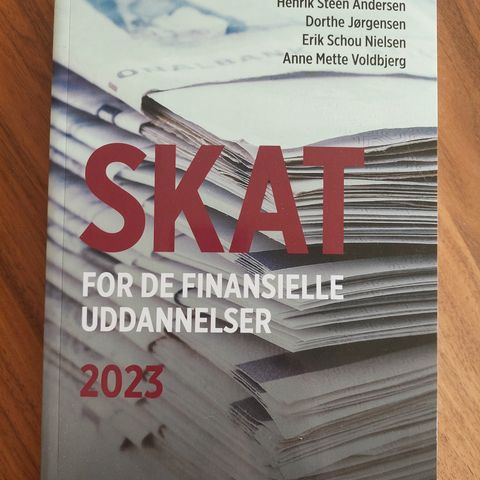 Henrik Steen Andersen
Dorthe Jørgensen
Erik Schou Nielsen
Anne Mette Voldbjerg
SKAT
FOR DE FINANSIELLE
UDDANNELSER
2023